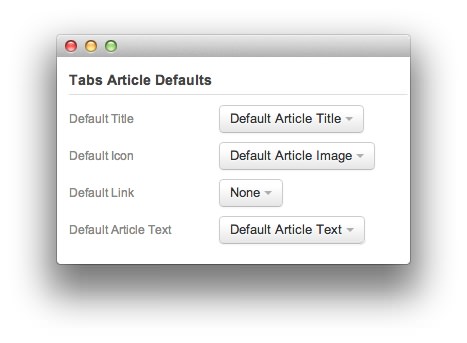 Tabs Article Defaults
Default Title Default Article Title
Default Icon Default Article Image
Default Link None
Default Article Text Default Article Text